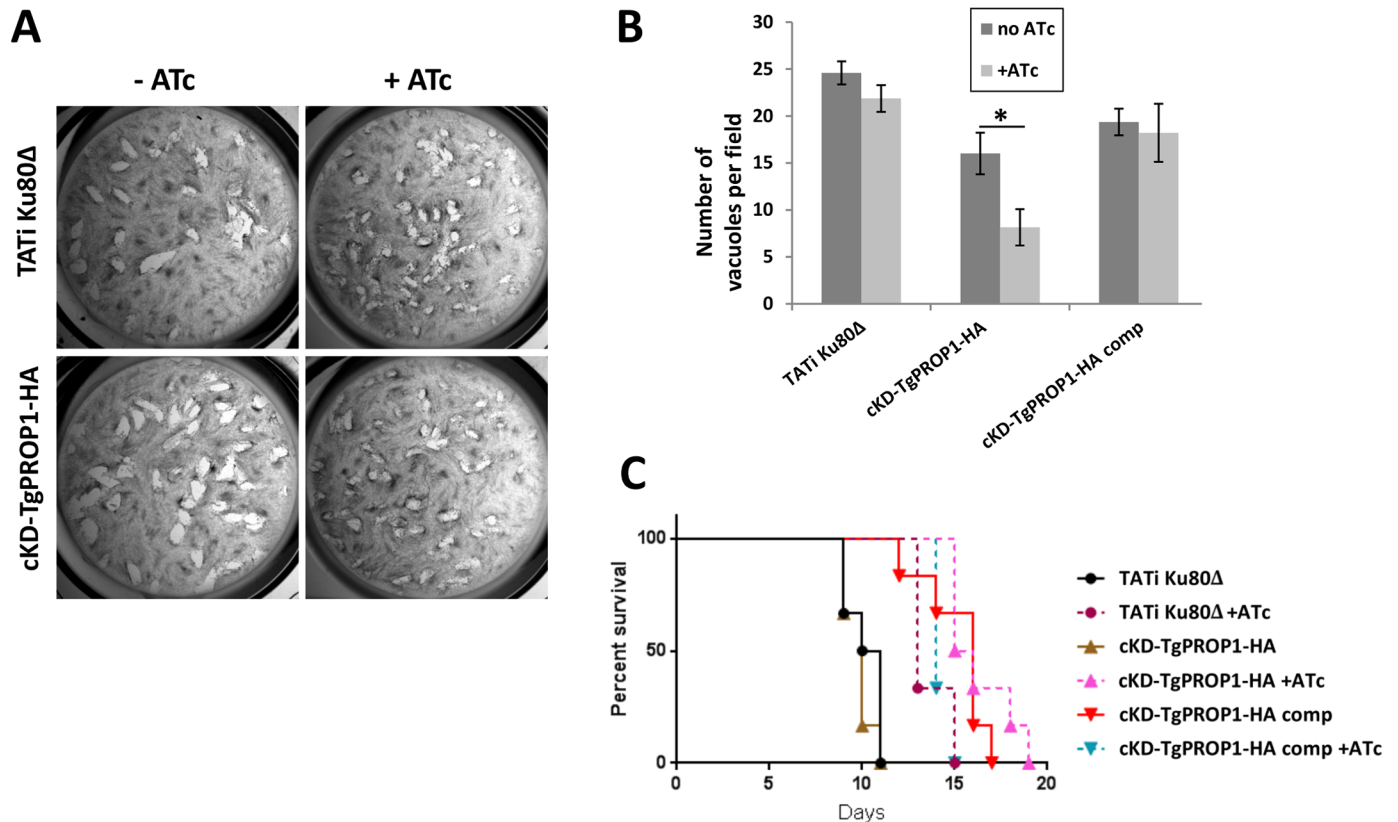 A
- ATc
+ ATc
TATi Ku80Δ
cKD-TgPROP1-HA
B
Number of
vacuoles per field
30
25
20
15
10
5
0
no ATc
+ATc
*
TATi Ku80Δ
cKD-TgPROP1-HA
cKD-TgPROP1-HA comp
C
Percent survival
100
50
0
0
5
10
15
20
Days
TATi Ku80Δ
TATi Ku80Δ +ATc
cKD-TgPROP1-HA
cKD-TgPROP1-HA +ATc
cKD-TgPROP1-HA comp
cKD-TgPROP1-HA comp +ATc